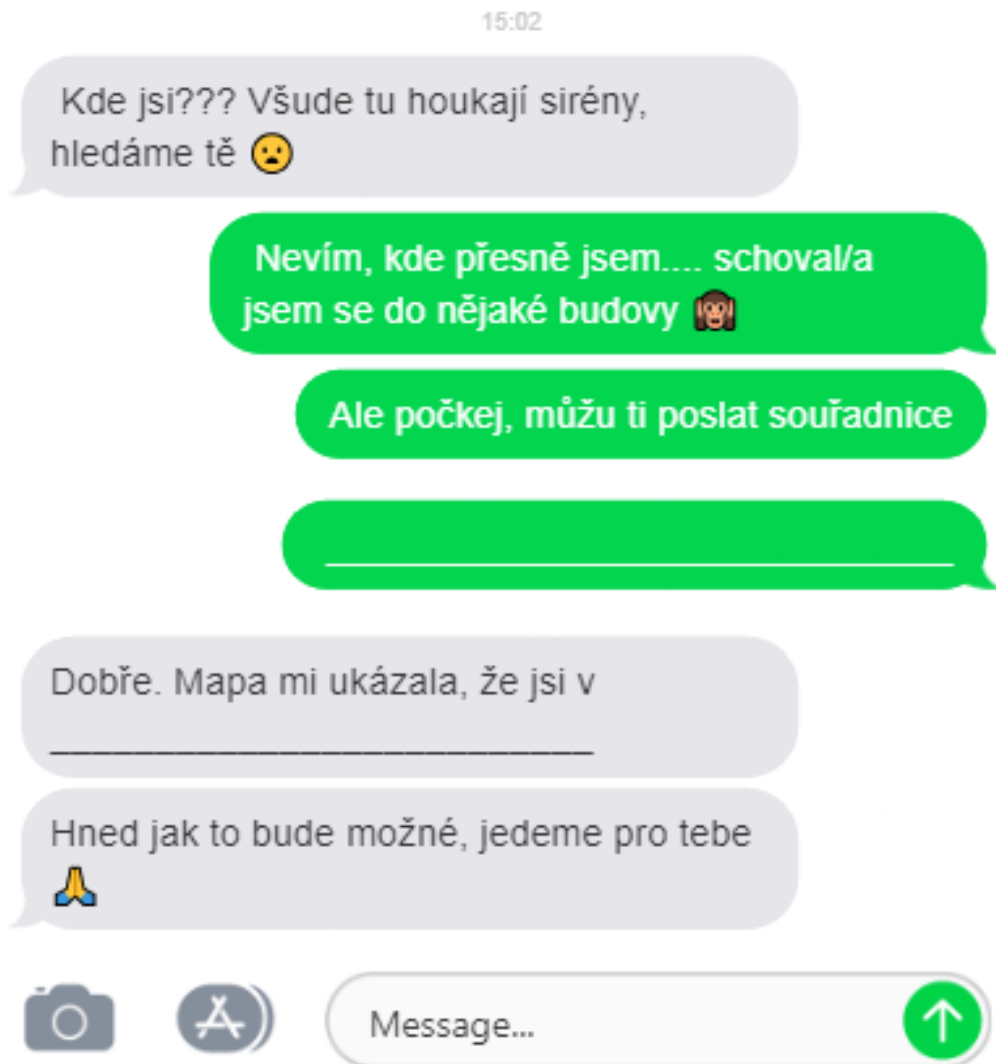 15:02
Kde jsi??? Všude tu houkají sirény,
hledáme tě 😦
Nevím, kde přesně jsem.... schoval/a
jsem se do nějaké budovy 🙉
Ale počkej, můžu ti poslat souřadnice
______________________________
Dobře. Mapa mi ukázala, že jsi v
__________________________
Hned jak to bude možné, jedeme pro tebe
🙏
Message...